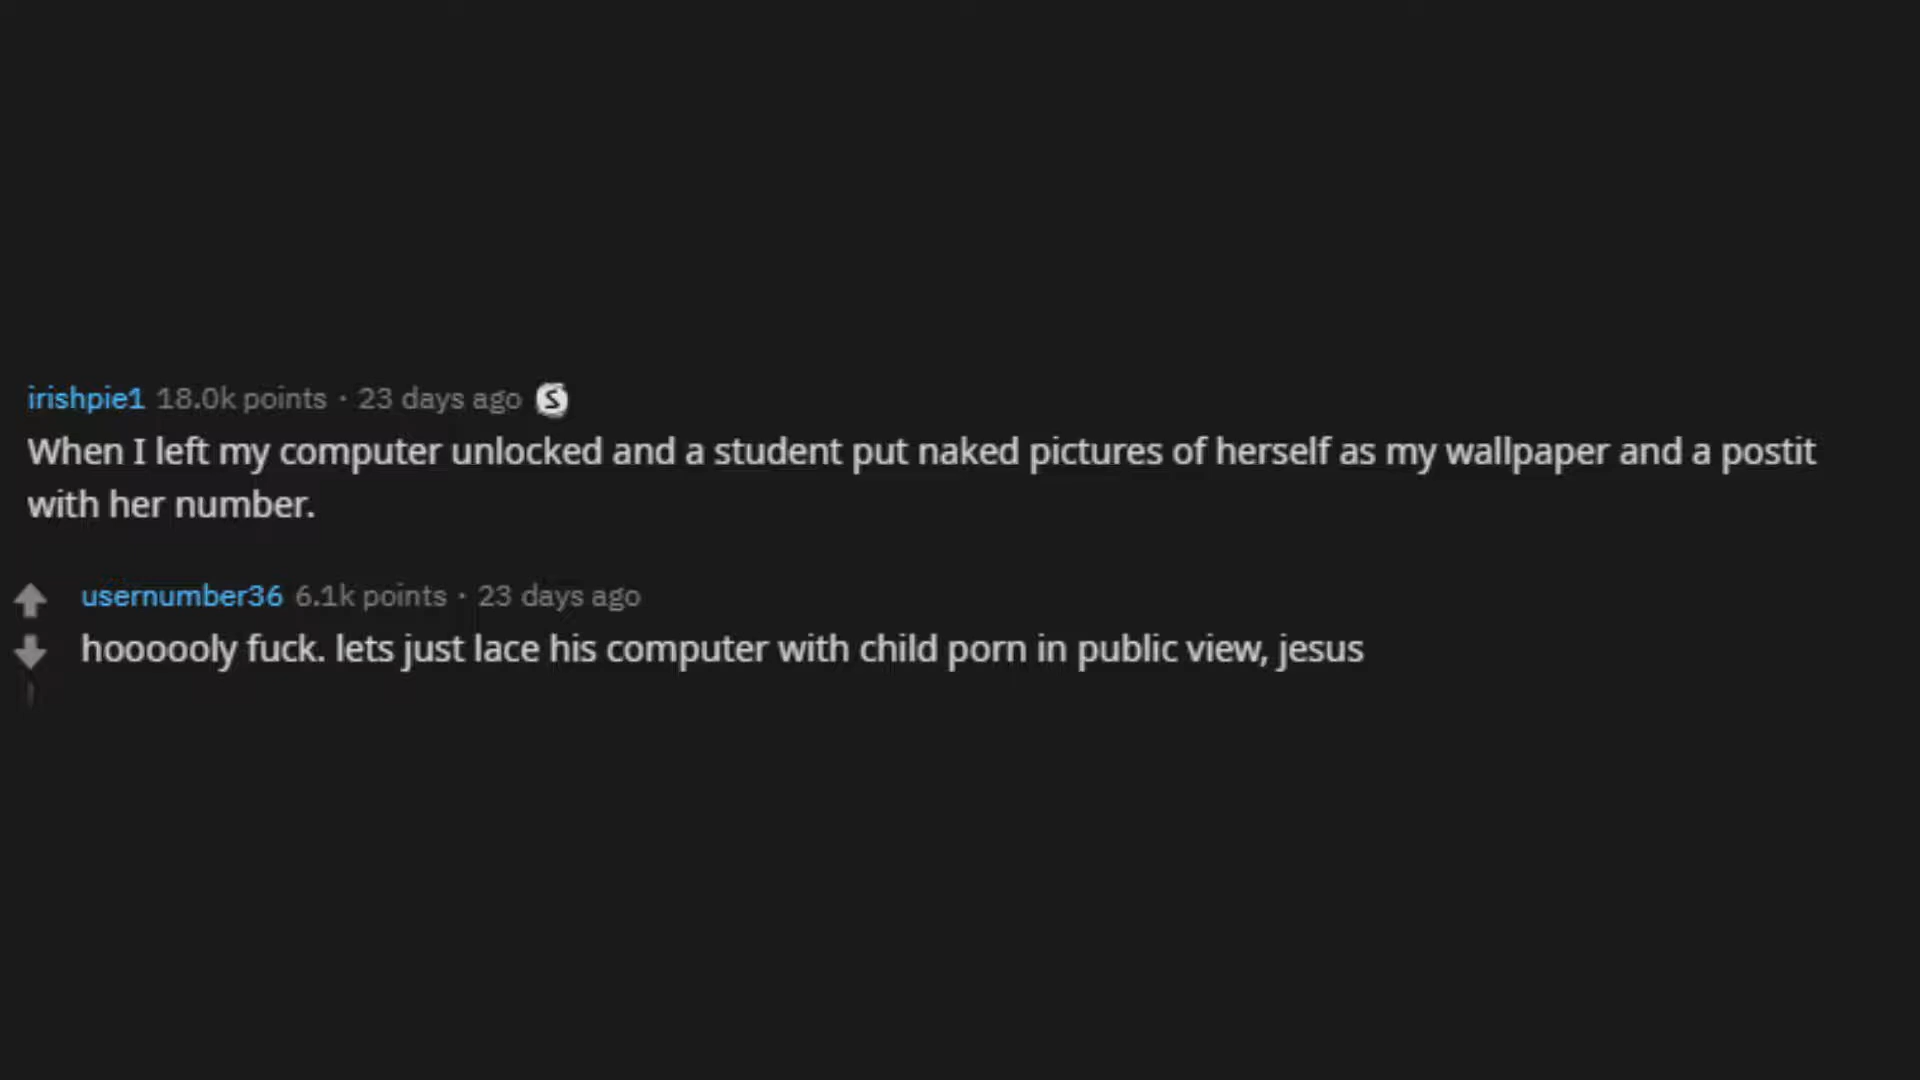 irishpie1 18.0k points · 23 days ago S
When I left my computer unlocked and a student put naked pictures of herself as my wallpaper and a postit
with her number.
usernumber36 6.1k points · 23 days ago
hoooooly fuck. lets just lace his computer with child porn in public view, jesus